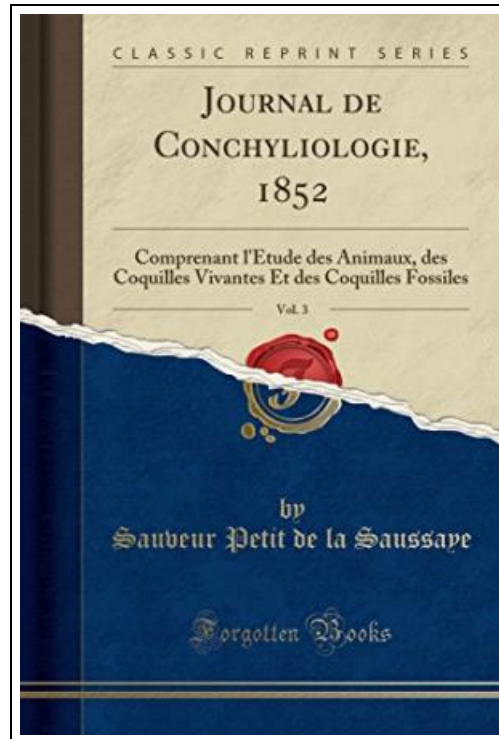 CLASSIC REPRINT SERIES
JOURNAL DE
CONCHYLIOLOGIE,
1852
Comprenant l'Etude des Animaux, des
Coquilles Vivantes Et des Coquilles Fossiles
Vol. 3
by
Sauveur Petit de la Saussaye
Forgotten Books